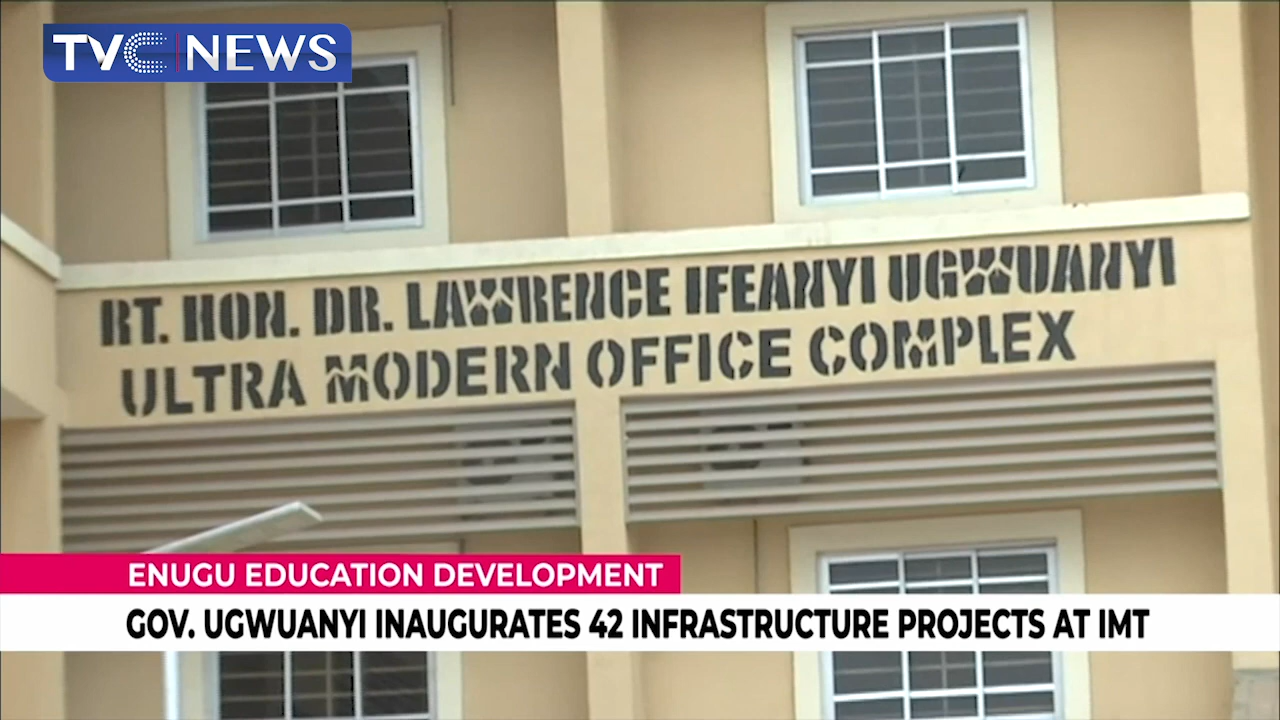 TVC NEWS
RT. HON. DR. LAWRENCE IFEANYI UGWUANYI
ULTRA MODERN OFFICE COMPLEX
ENUGU EDUCATION DEVELOPMENT
GOV. UGWUANYI INAUGURATES 42 INFRASTRUCTURE PROJECTS AT IMT